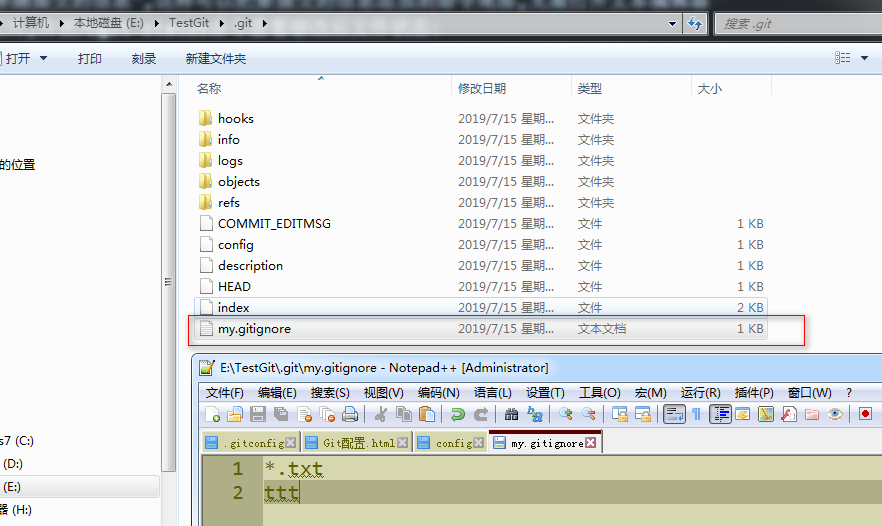 计算机 本地磁盘 (E:) TestGit .git 搜索 .git
打开 打印 刻录 新建文件夹
名称 修改日期 类型 大小
hooks 2019/7/15 星期... 文件夹
info 2019/7/15 星期... 文件夹
的位置
logs 2019/7/15 星期... 文件夹
objects 2019/7/15 星期... 文件夹
refs 2019/7/15 星期... 文件夹
COMMIT_EDITMSG 2019/7/15 星期... 文件 1 KB
config 2019/7/15 星期... 文件 1 KB
description 2019/7/15 星期... 文件 1 KB
HEAD 2019/7/15 星期... 文件 1 KB
index 2019/7/15 星期... 文件 2 KB
my.gitignore 2019/7/15 星期... 文本文档 1 KB
E:\TestGit\.git\my.gitignore - Notepad++ [Administrator]
文件(F) 编辑(E) 搜索(S) 视图(V) 编码(N) 语言(L) 设置(T) 工具(O) 宏(M) 运行(R) 插件(P) 窗口(W) ?
s7 (C:)
(D:)
(E:)
器 (H:)
.gitconfig Git配置.html config my.gitignore
1 *.txt
2 ttt